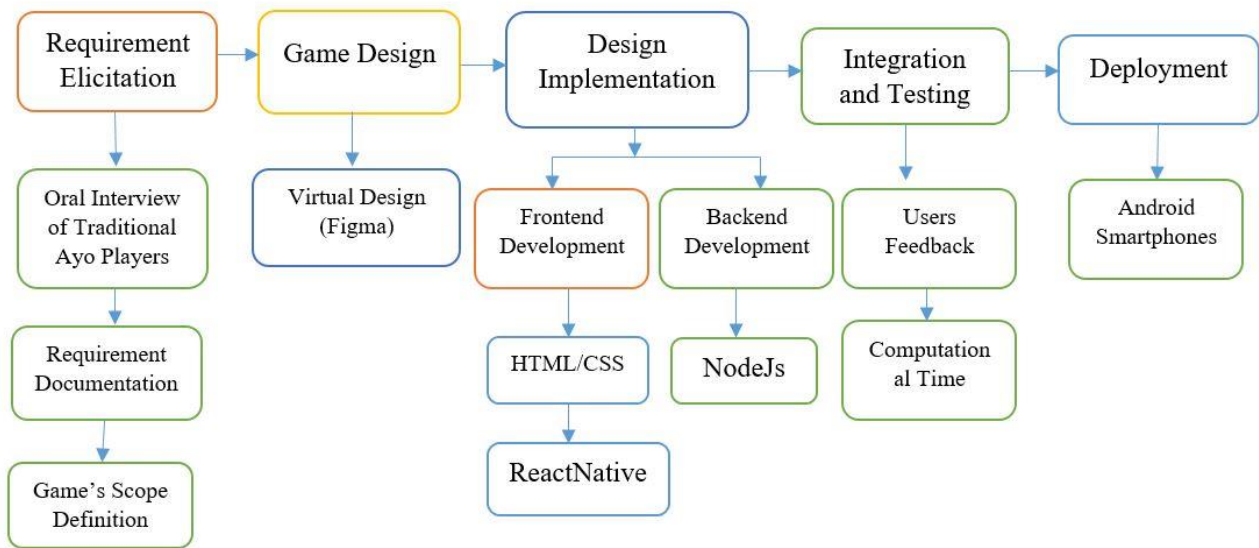 Requirement
Elicitation
Game Design
Design
Implementation
Integration
and Testing
Deployment
Oral Interview
of Traditional
Ayo Players
Virtual Design
(Figma)
Frontend
Development
Backend
Development
Users
Feedback
Android
Smartphones
Requirement
Documentation
HTML/CSS
NodeJs
Computation
al Time
Game's Scope
Definition
ReactNative